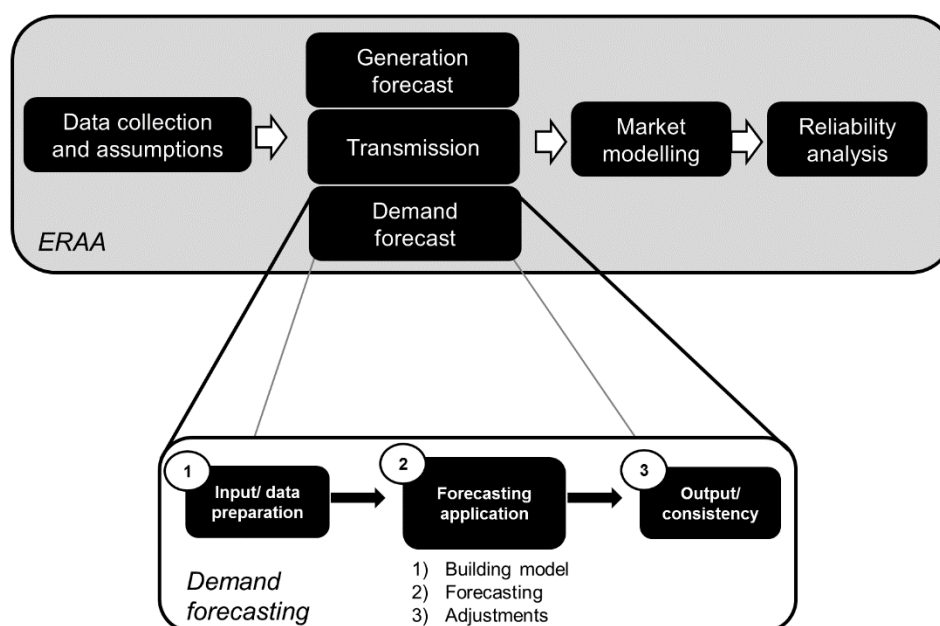 Generation
forecast
Data collection
and assumptions
Transmission
Market
modelling
Reliability
analysis
Demand
forecast
ERAA
1
Input/ data
preparation
2
Forecasting
application
3
Output/
consistency
1) Building model
2) Forecasting
3) Adjustments
Demand
forecasting